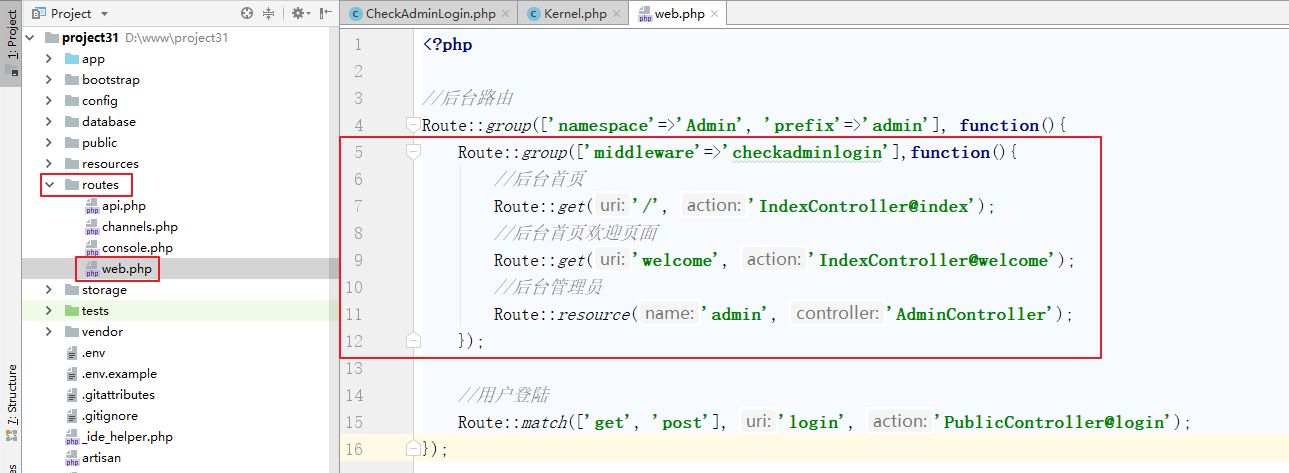 Project
CheckAdminLogin.php
Kernel.php
web.php
1: Project
7: Structure
project31 D:\www\project31
app
bootstrap
config
database
public
resources
routes
api.php
channels.php
console.php
web.php
storage
tests
vendor
.env
.env.example
.gitattributes
.gitignore
_ide_helper.php
artisan
1 <?php
2
3 //后台路由
4 Route::group(['namespace'=>'Admin', 'prefix'=>'admin'], function(){
5 Route::group(['middleware'=>'checkadminlogin'],function(){
6 //后台首页
7 Route::get( uri: '/', action: 'IndexController@index');
8 //后台首页欢迎页面
9 Route::get( uri: 'welcome', action: 'IndexController@welcome');
10 //后台管理员
11 Route::resource( name: 'admin', controller: 'AdminController');
12 });
13
14 //用户登陆
15 Route::match(['get', 'post'], uri: 'login', action: 'PublicController@login');
16 });